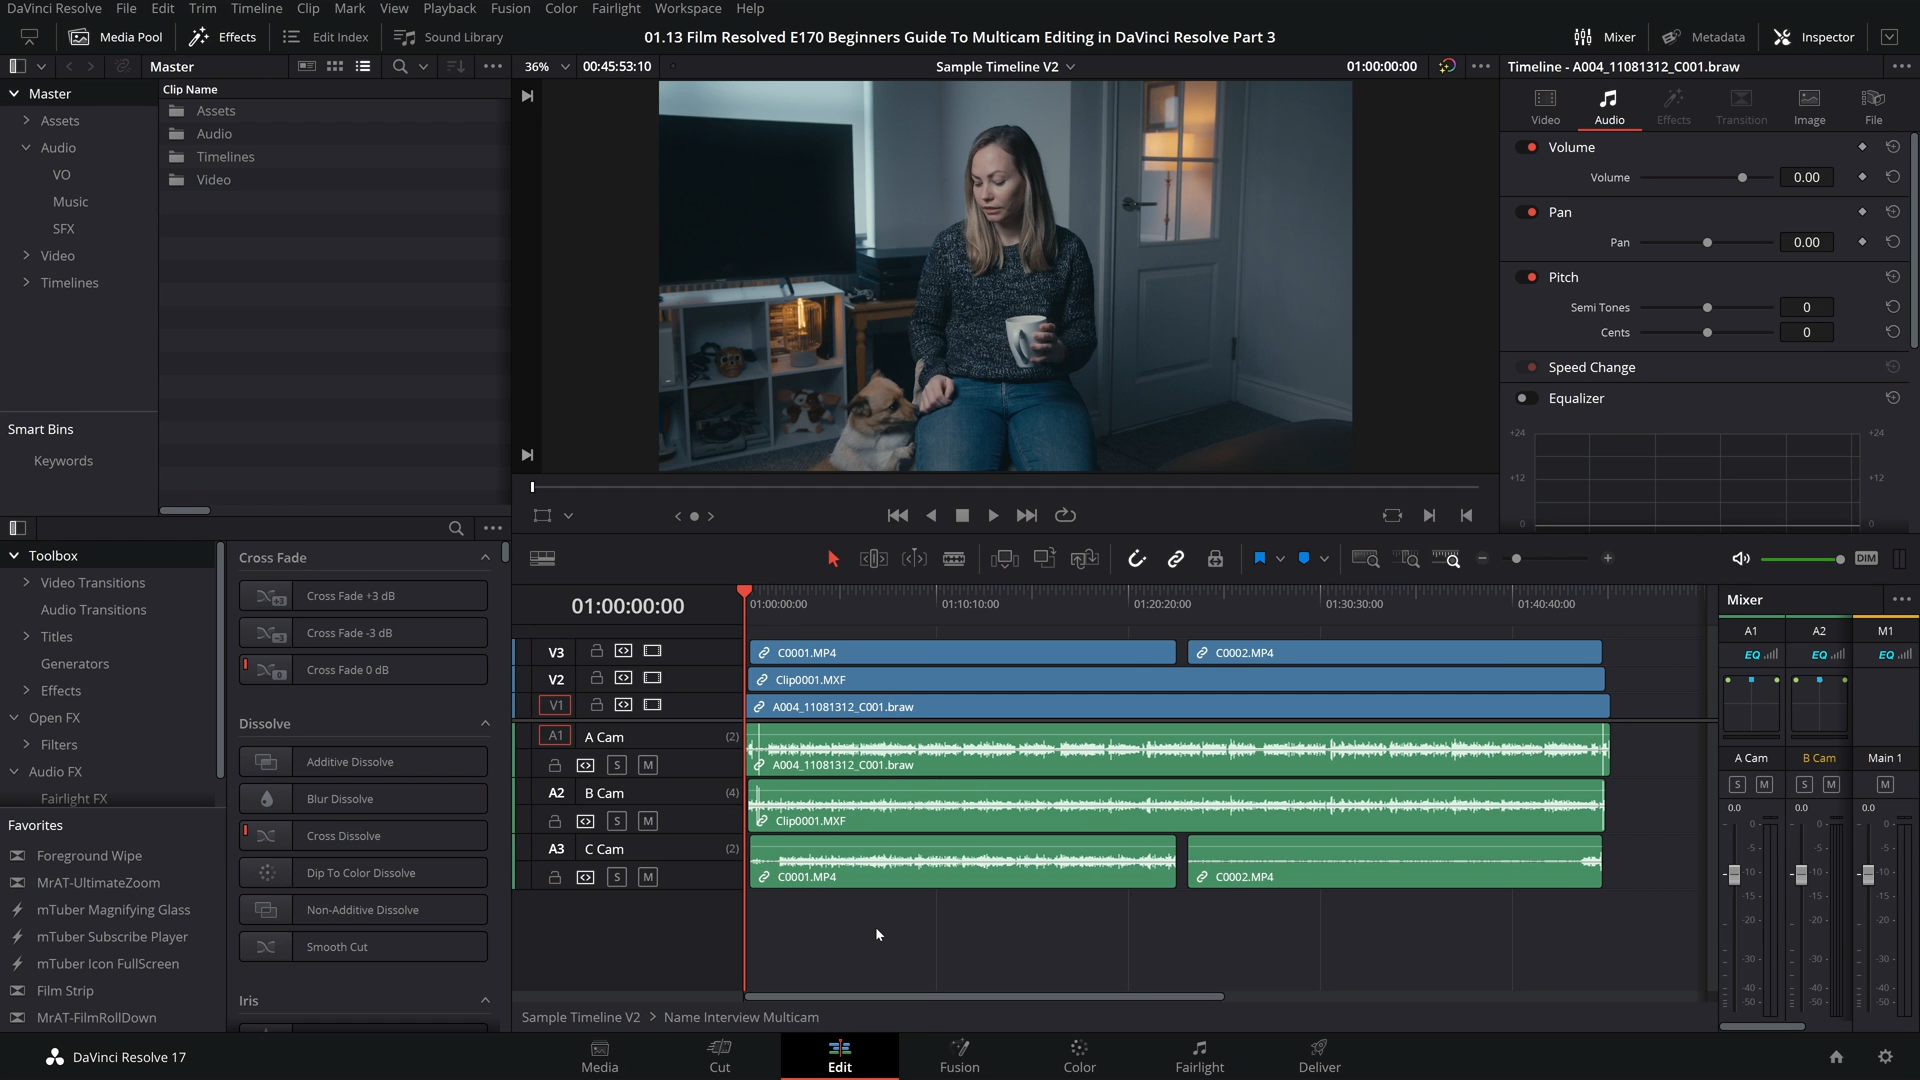 DaVinci Resolve File Edit Trim Timeline Clip Mark View Playback Fusion Color Fairlight Workspace Help
Media Pool Effects Edit Index Sound Library 01.13 Film Resolved E170 Beginners Guide To Multicam Editing in DaVinci Resolve Part 3 Mixer Metadata Inspector
Master 36% 00:45:53:10 Sample Timeline V2 01:00:00:00 Timeline - A004_11081312_C001.braw
Master
Assets
Audio
VO
Music
SFX
Video
Timelines
Smart Bins
Keywords
Clip Name
Assets
Audio
Timelines
Video
Video Audio Effects Transition Image File
Volume
Volume 0.00
Pan
Pan 0.00
Pitch
Semi Tones 0
Cents 0
Speed Change
Equalizer
+24 +24
+12 +12
0 0
Toolbox
Video Transitions
Audio Transitions
Titles
Generators
Effects
Open FX
Filters
Audio FX
Fairlight FX
Favorites
Foreground Wipe
MrAT-UltimateZoom
mTuber Magnifying Glass
mTuber Subscribe Player
mTuber Icon FullScreen
Film Strip
MrAT-FilmRollDown
Cross Fade
+3 Cross Fade +3 dB
-3 Cross Fade -3 dB
0 Cross Fade 0 dB
Dissolve
Additive Dissolve
Blur Dissolve
Cross Dissolve
Dip To Color Dissolve
Non-Additive Dissolve
Smooth Cut
Iris
DIM
01:00:00:00 01:00:00:00 01:10:10:00 01:20:20:00 01:30:30:00 01:40:40:00
V3 C0001.MP4 C0002.MP4
V2 Clip0001.MXF
V1 A004_11081312_C001.braw
A1 A Cam (2)
S M A004_11081312_C001.braw
A2 B Cam (4)
S M Clip0001.MXF
A3 C Cam (2)
S M C0001.MP4 C0002.MP4
Sample Timeline V2 > Name Interview Multicam
Mixer
A1 A2 M1
EQ EQ EQ
A Cam B Cam Main 1
S M S M M
0.0 0.0 0.0
0 0 0
-5 -5 -5
-10 -10 -10
-15 -15 -15
-20 -20 -20
-30 -30 -30
-40 -40 -40
-50 -50 -50
DaVinci Resolve 17 Media Cut Edit Fusion Color Fairlight Deliver